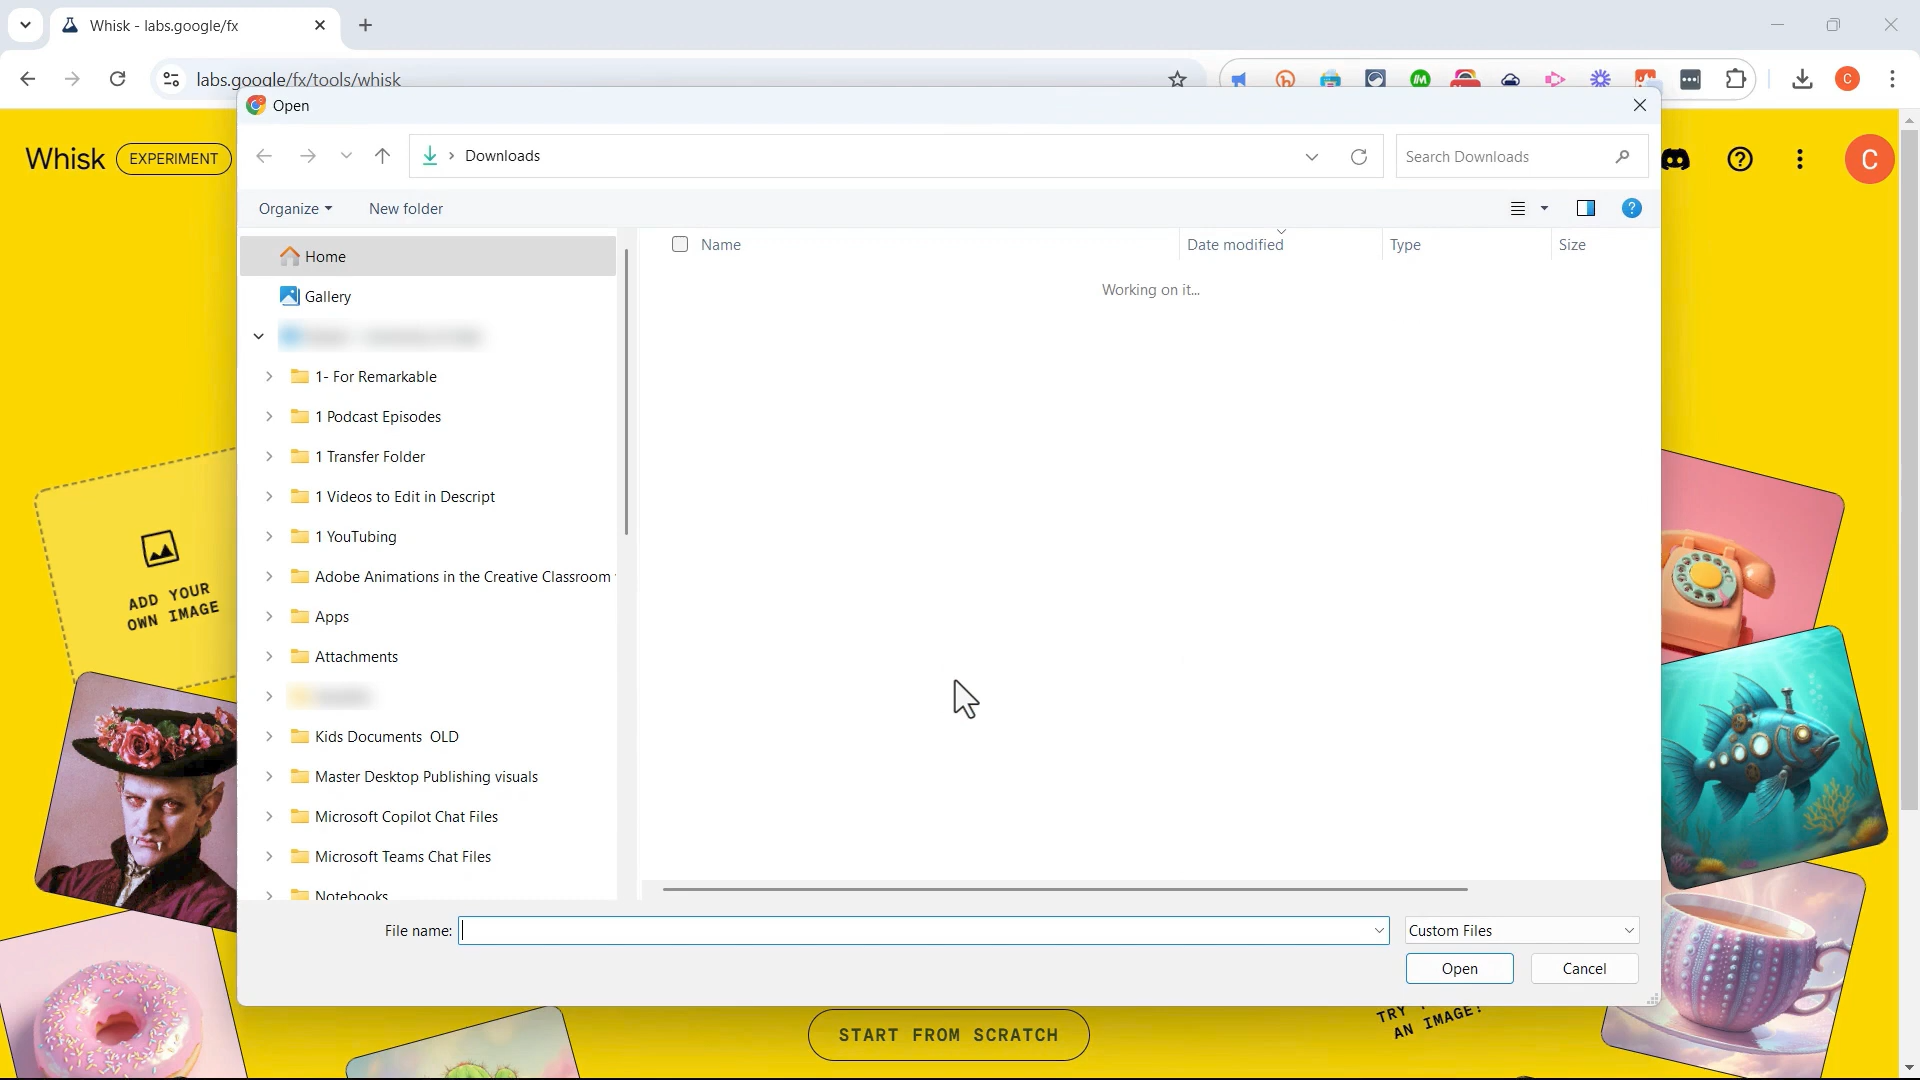 Whisk - labs.google/fx
labs.google/fx/tools/whisk
Open
Whisk EXPERIMENT
Downloads
Search Downloads
C
Organize
New folder
Name
Date modified
Type
Size
Home
Working on it...
Gallery
1- For Remarkable
1 Podcast Episodes
1 Transfer Folder
1 Videos to Edit in Descript
1 YouTubing
Adobe Animations in the Creative Classroom
ADD YOUR
OWN IMAGE
Apps
Attachments
Kids Documents OLD
Master Desktop Publishing visuals
Microsoft Copilot Chat Files
Microsoft Teams Chat Files
Notebooks
File name:
Custom Files
Open
Cancel
TRY
AN IMAGE!
START FROM SCRATCH